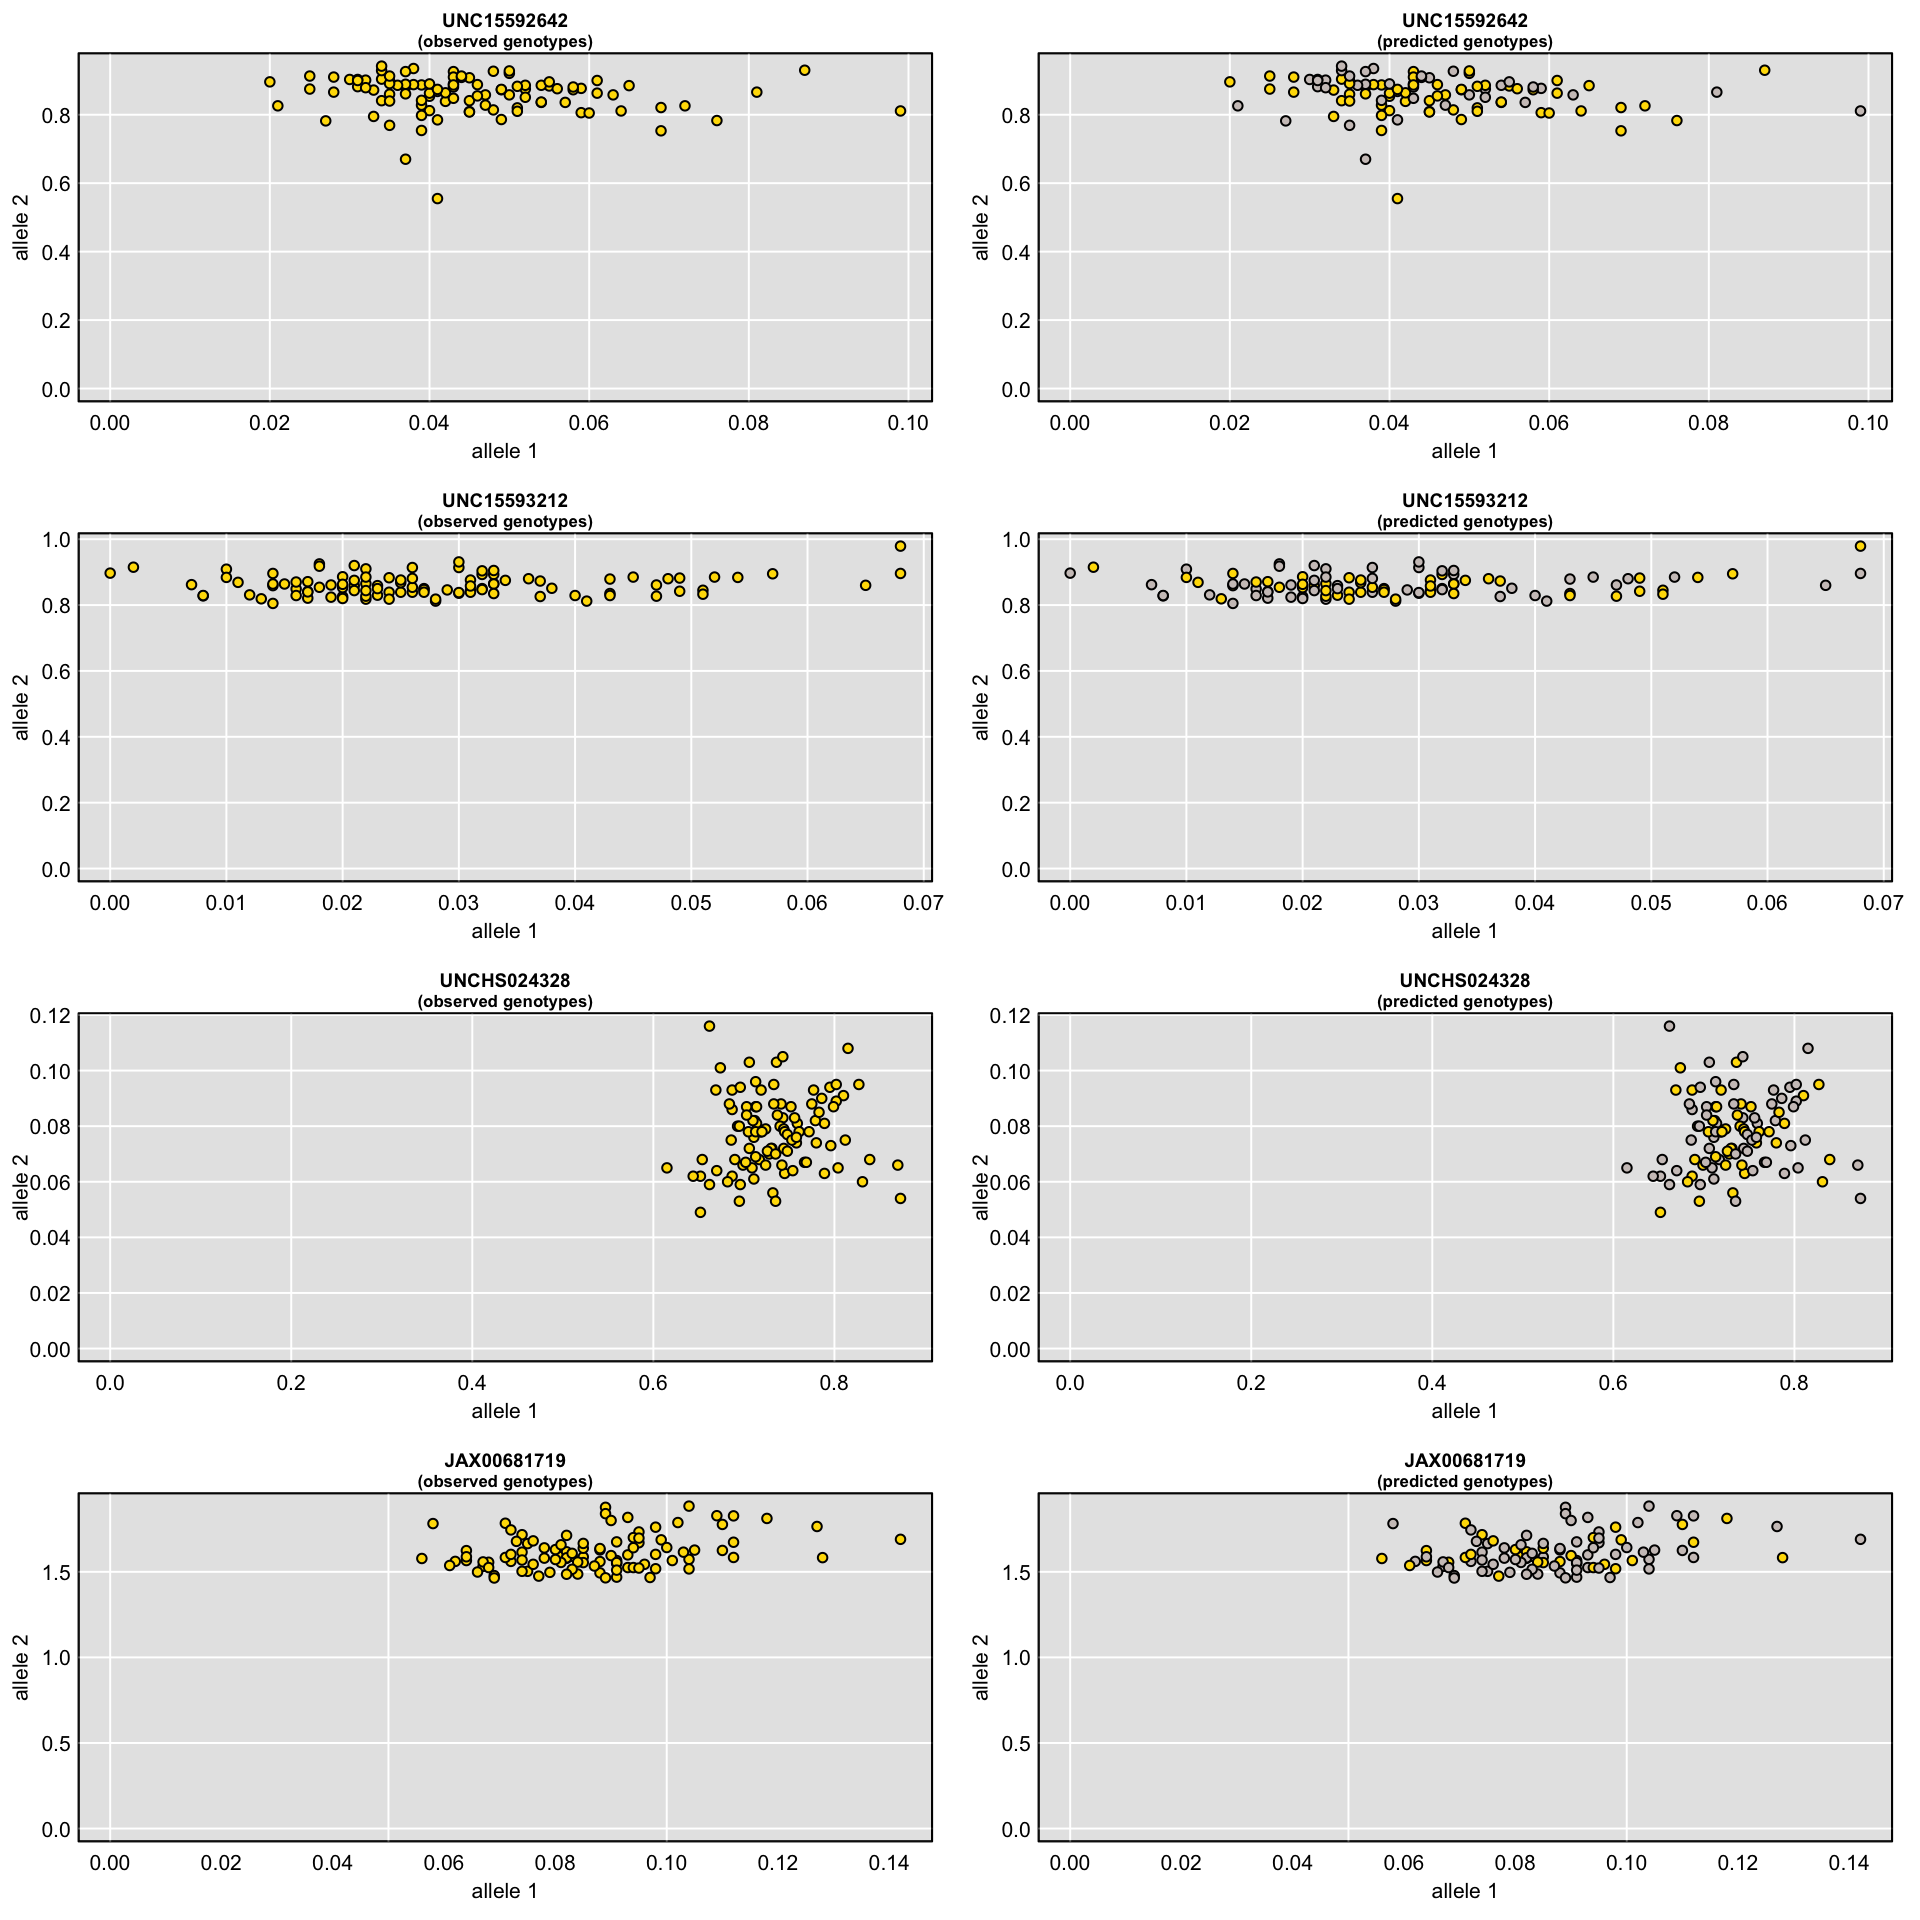 UNC15592642
(observed genotypes)
allele 2
0.8
0.6
0.4
0.2
0.0
0.00 0.02 0.04 0.06 0.08 0.10
allele 1
UNC15592642
(predicted genotypes)
allele 2
0.8
0.6
0.4
0.2
0.0
0.00 0.02 0.04 0.06 0.08 0.10
allele 1
UNC15593212
(observed genotypes)
allele 2
1.0
0.8
0.6
0.4
0.2
0.0
0.00 0.01 0.02 0.03 0.04 0.05 0.06 0.07
allele 1
UNC15593212
(predicted genotypes)
allele 2
1.0
0.8
0.6
0.4
0.2
0.0
0.00 0.01 0.02 0.03 0.04 0.05 0.06 0.07
allele 1
UNCHS024328
(observed genotypes)
allele 2
0.12
0.10
0.08
0.06
0.04
0.02
0.00
0.0 0.2 0.4 0.6 0.8
allele 1
UNCHS024328
(predicted genotypes)
allele 2
0.12
0.10
0.08
0.06
0.04
0.02
0.00
0.0 0.2 0.4 0.6 0.8
allele 1
JAX00681719
(observed genotypes)
allele 2
1.5
1.0
0.5
0.0
0.00 0.02 0.04 0.06 0.08 0.10 0.12 0.14
allele 1
JAX00681719
(predicted genotypes)
allele 2
1.5
1.0
0.5
0.0
0.00 0.02 0.04 0.06 0.08 0.10 0.12 0.14
allele 1